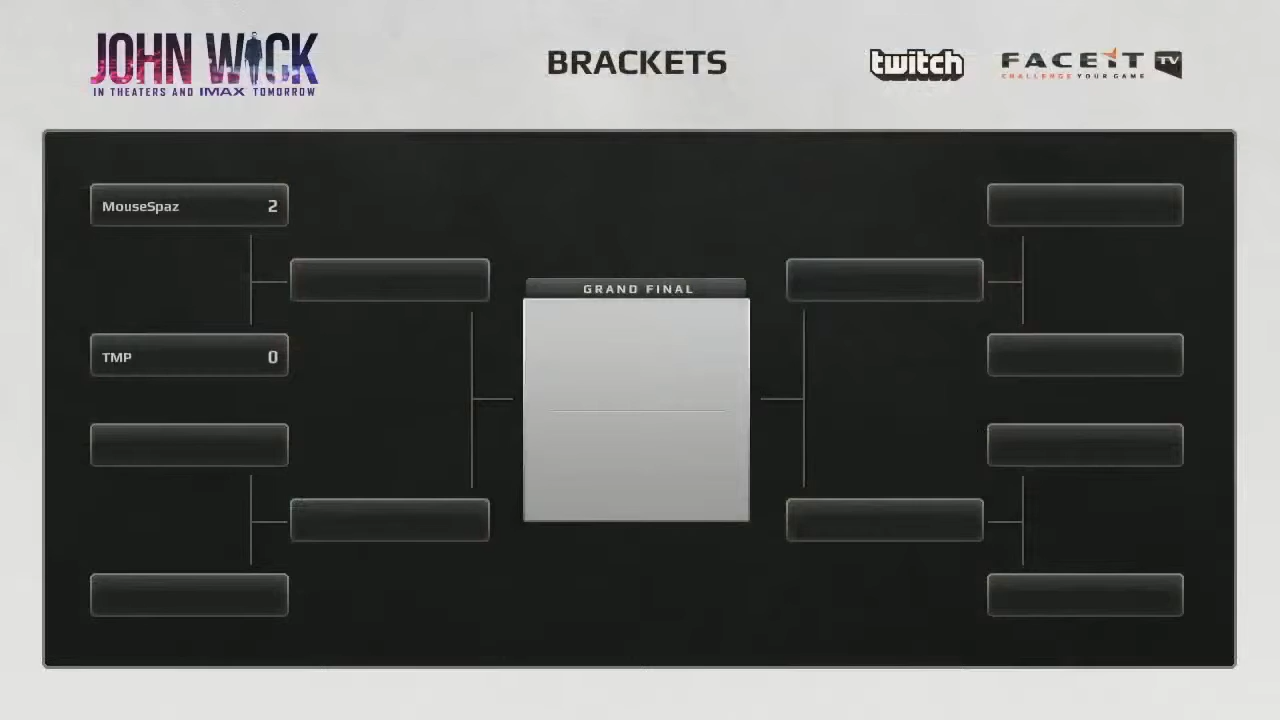 JOHN WICK
IN THEATERS AND IMAX TOMORROW
BRACKETS
twitch
FACEIT TV
CHALLENGE YOUR GAME
MouseSpaz 2
GRAND FINAL
TMP 0